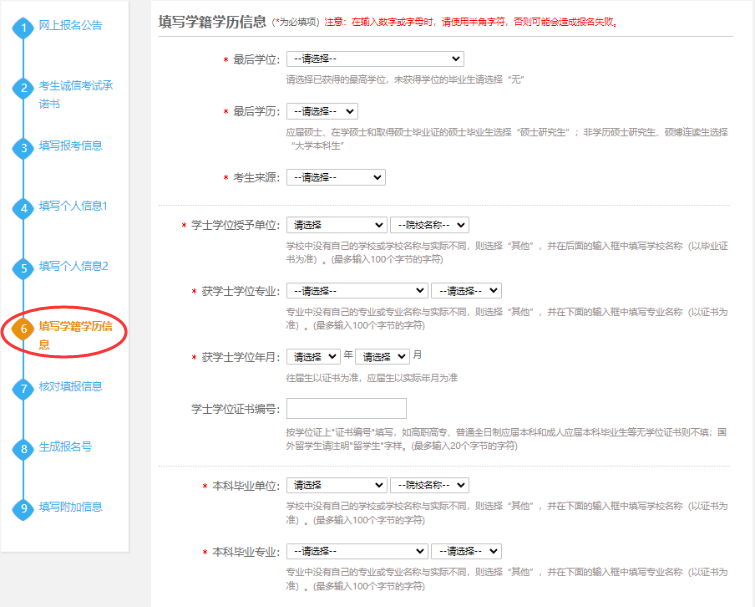 1 网上报名公告
2 考生诚信考试承
诺书
3 填写报考信息
4 填写个人信息1
5 填写个人信息2
6 填写学籍学历信
息
7 核对填报信息
8 生成报名号
9 填写附加信息
填写学籍学历信息 (*为必填项) 注意：在输入数字或字母时，请使用半角字符，否则可能会造成报名失败。
* 最后学位: --请选择--
请选择已获得的最高学位，未获得学位的毕业生请选择“无”
* 最后学历: --请选择--
应届硕士、在学硕士和取得硕士毕业证的硕士毕业生选择“硕士研究生”；非学历硕士研究生、硕博连读生选择
“大学本科生”
* 考生来源: --请选择--
* 学士学位授予单位: 请选择 --院校名称--
学校中没有自己的学校或学校名称与实际不同，则选择“其他”，并在后面的输入框中填写学校名称（以毕业证
书为准）。(最多输入100个字节的字符)
* 获学士学位专业: --请选择-- --请选择--
专业中没有自己的专业或专业名称与实际不同，则选择“其他”，并在下面的输入框中填写专业名称（以证书为
准）。(最多输入100个字节的字符)
* 获学士学位年月: 请选择 年 请选择 月
往届生以证书为准，应届生以实际年月为准
学士学位证书编号:
按学位证上"证书编号"填写，如高职高专、普通全日制应届本科和成人应届本科毕业生等无学位证书则不填；国
外留学生请注明"留学生"字样。(最多输入20个字节的字符)
* 本科毕业单位: 请选择 --院校名称--
学校中没有自己的学校或学校名称与实际不同，则选择“其他”，并在下面的输入框中填写学校名称（以证书为
准）。(最多输入100个字节的字符)
* 本科毕业专业: --请选择-- --请选择--
专业中没有自己的专业或专业名称与实际不同，则选择“其他”，并在下面的输入框中填写专业名称（以证书为
准）。(最多输入100个字节的字符)